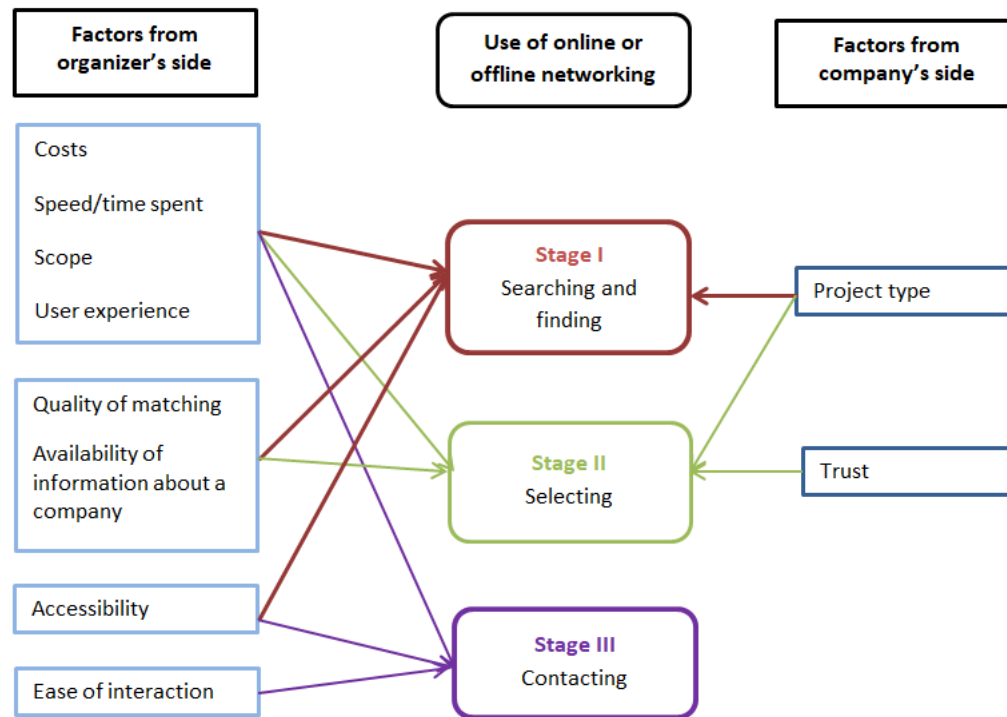 Factors from
organizer's side
Use of online or
offline networking
Factors from
company's side
Costs
Speed/time spent
Scope
User experience
Quality of matching
Availability of
information about a
company
Accessibility
Ease of interaction
Stage I
Searching and
finding
Stage II
Selecting
Stage III
Contacting
Project type
Trust